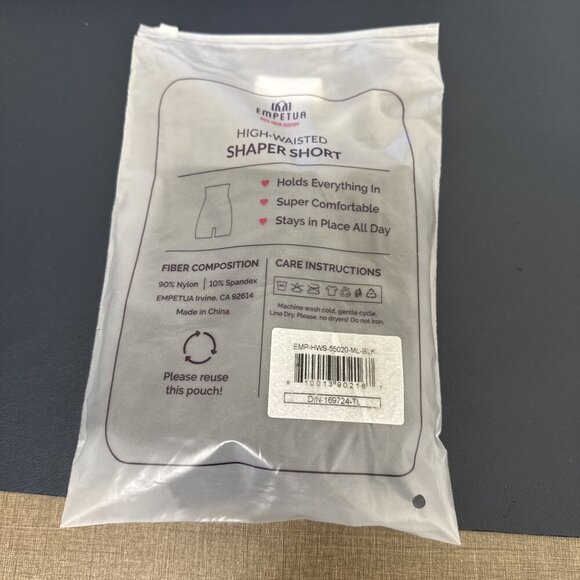 EMPETUA
HIGH-WAISTED
SHAPER SHORT
Holds Everything In
Super Comfortable
Stays in Place All Day
FIBER COMPOSITION
90% Nylon | 10% Spandex
EMPETUA Irvine, CA 92614
Made in China
Please reuse
this pouch!
CARE INSTRUCTIONS
Machine wash cold, gentle cycle.
Line Dry. Please, no dryers! Do not iron.
EMP-HWS-55020-ML-BLK
DIN-189724-TL